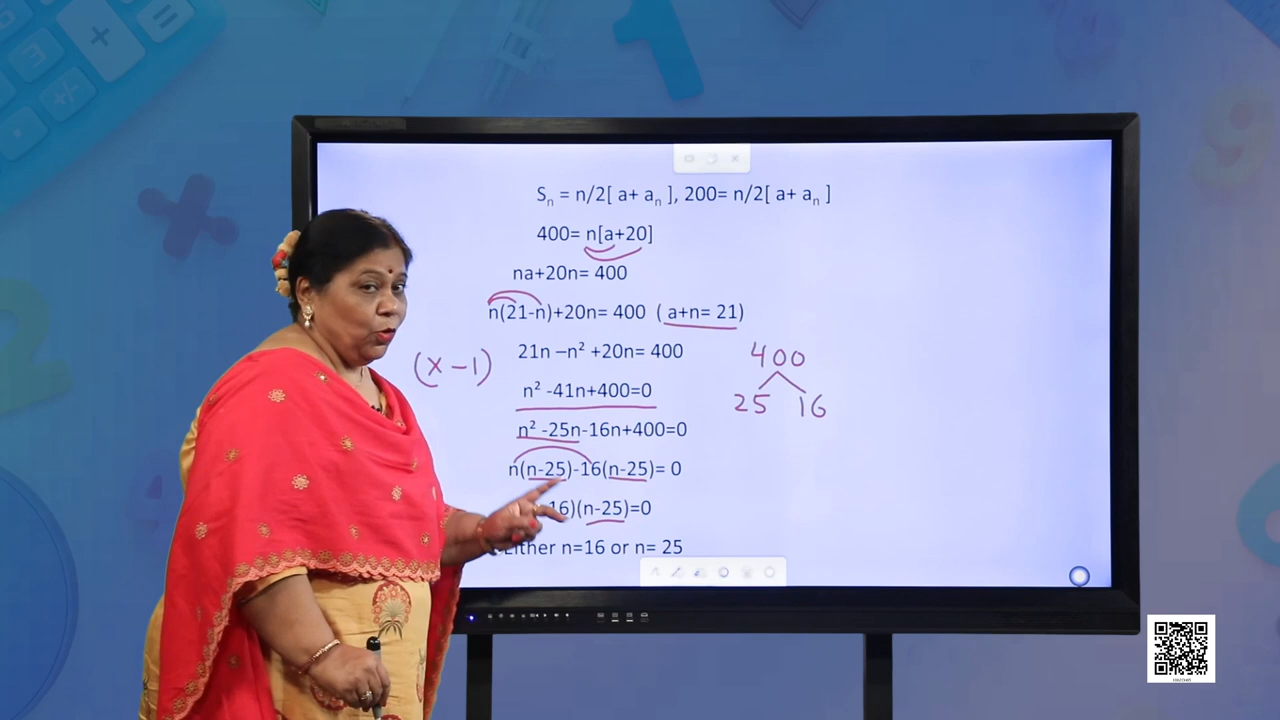 Sₙ = n/2[ a+ aₙ ], 200= n/2[ a+ aₙ ]
400= n[a+20]
na+20n= 400
n(21-n)+20n= 400 ( a+n= 21)
21n –n² +20n= 400
(x – 1)
400
n² -41n+400=0
25 16
n² -25n-16n+400=0
n(n-25)-16(n-25)= 0
16)(n-25)=0
Either n=16 or n= 25